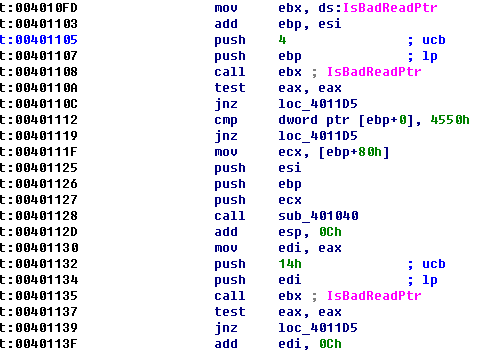 t:004010FD mov ebp, ds:IsBadReadPtr
t:00401103 add ebp, esi
t:00401105 push 4 ; ucb
t:00401107 push ebp ; lp
t:00401108 call ebx ; IsBadReadPtr
t:0040110A test eax, eax
t:0040110C jnz loc_4011D5
t:00401112 cmp dword ptr [ebp+0], 4550h
t:00401119 jnz loc_4011D5
t:0040111F mov ecx, [ebp+80h]
t:00401125 push esi
t:00401126 push ebp
t:00401127 push ecx
t:00401128 call sub_401040
t:0040112D add esp, 0Ch
t:00401130 mov edi, eax
t:00401132 push 14h ; ucb
t:00401134 push edi ; lp
t:00401135 call ebx ; IsBadReadPtr
t:00401137 test eax, eax
t:00401139 jnz loc_4011D5
t:0040113F add edi, 0Ch